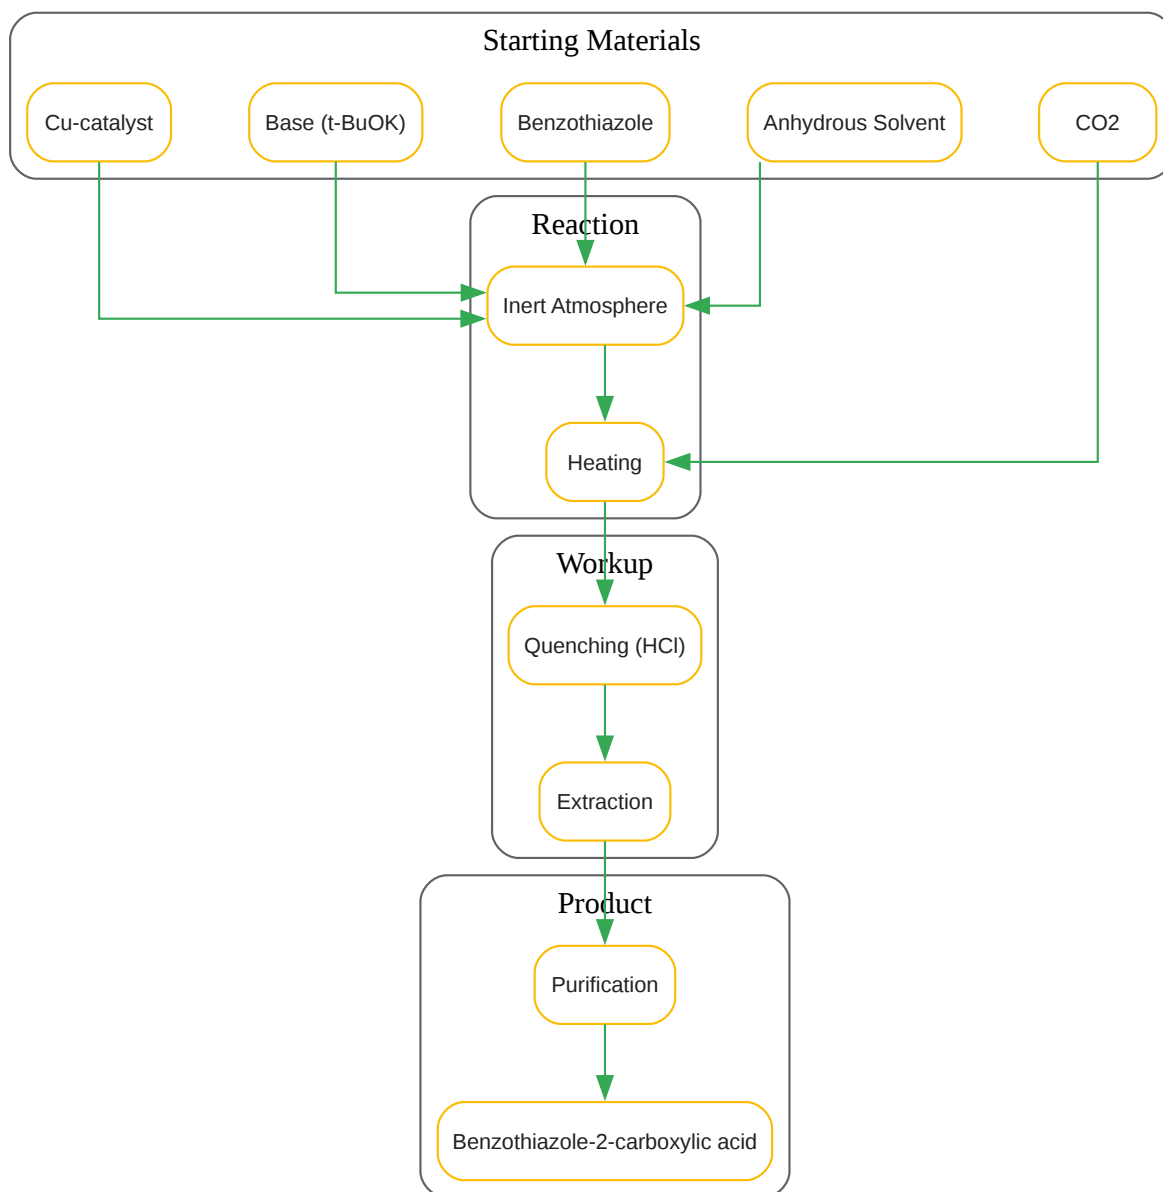 Starting Materials
Cu-catalyst
Base (t-BuOK)
Benzothiazole
Anhydrous Solvent
CO2
Reaction
Inert Atmosphere
Heating
Workup
Quenching (HCl)
Extraction
Product
Purification
Benzothiazole-2-carboxylic acid